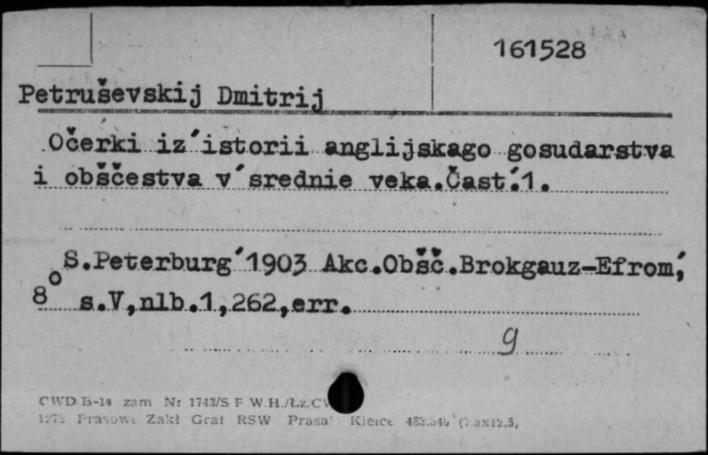 161528
Petruševskij Dmitrij
Očerki iz'istorii anglijskago gosudarstva
i obščestva v'srednie veka.Čast'.1.
S.Peterburg'1903 Akc.Obšč.Brokgauz-Efrom,'
8° s.V,nlb.1,262,err.
g
CWD.B-14 zam Nr 1743/S F W.H./Łz/CW
Prasowe Zakł Graf RSW "Prasa" Kielce